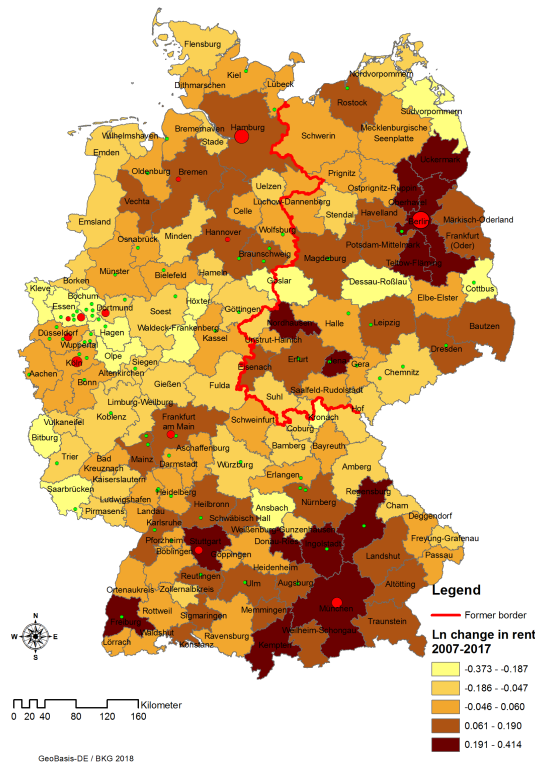 Flensburg
Nordvorpommern
Kiel
Dithmarschen
Lübeck
Rostock
Südvorpommern
Bremerhaven
Wilhelmshaven
Stade
Hamburg
Schwerin
Mecklenburgische
Seenplatte
Emden
Uckermark
Oldenburg
Bremen
Prignitz
Uelzen
Ostprignitz-Ruppin
Vechta
Lüchow-Dannenberg
Celle
Stendal
Havelland
Berlin
Märkisch-Oderland
Emsland
Osnabrück
Minden
Hannover
Wolfsburg
Braunschweig
Magdeburg
Potsdam-Mittelmark
Frankfurt
(Oder)
Teltow-Fläming
Münster
Bielefeld
Hameln
Borken
Kleve
Goslar
Dessau-Roßlau
Cottbus
Elbe-Elster
Bochum
Essen
Dortmund
Soest
Höxter
Göttingen
Halle
Leipzig
Bautzen
Düsseldorf
Hagen
Waldeck-Frankenberg
Kassel
Unstrut-Hainich
Wuppertal
Olpe
Dresden
Köln
Siegen
Altenkirchen
Eisenach
Erfurt
Gera
Chemnitz
Aachen
Bonn
Gießen
Fulda
Saalfeld-Rudolstadt
Suhl
Limburg-Weilburg
Koblenz
Hof
Kronach
Coburg
Vulkaneifel
Bitburg
Frankfurt
am Main
Schweinfurt
Bamberg
Bayreuth
Aschaffenburg
Mainz
Trier
Bad
Kreuznach
Darmstadt
Würzburg
Amberg
Kaiserslautern
Erlangen
Saarbrücken
Ludwigshafen
Heidelberg
Nürnberg
Regensburg
Pirmasens
Landau
Heilbronn
Ansbach
Cham
Karlsruhe
Schwäbisch Hall
Deggendorf
Weißenburg-Gunzenhausen
Pforzheim
Stuttgart
Donau-Ries
Ingolstadt
Freyung-Grafenau
Böblingen
Göppingen
Landshut
Passau
Heidenheim
Reutlingen
Ulm
Augsburg
Altötting
Ortenaukreis
Zollernalbkreis
Rottweil
Sigmaringen
Memmingen
München
Freiburg
Traunstein
Waldshut
Ravensburg
Weilheim-Schongau
Lörrach
Konstanz
Kempten
Legend
Former border
Ln change in rent
2007-2017
-0.373 - -0.187
-0.186 - -0.047
-0.046 - 0.060
0.061 - 0.190
0.191 - 0.414
N
W E
S
Kilometer
0 20 40 80 120 160
GeoBasis-DE / BKG 2018